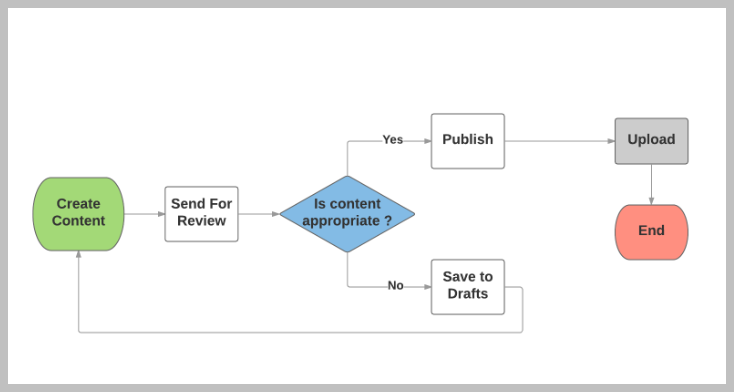 Create
Content
Send For
Review
Is content
appropriate ?
Yes
Publish
Upload
End
No
Save to
Drafts